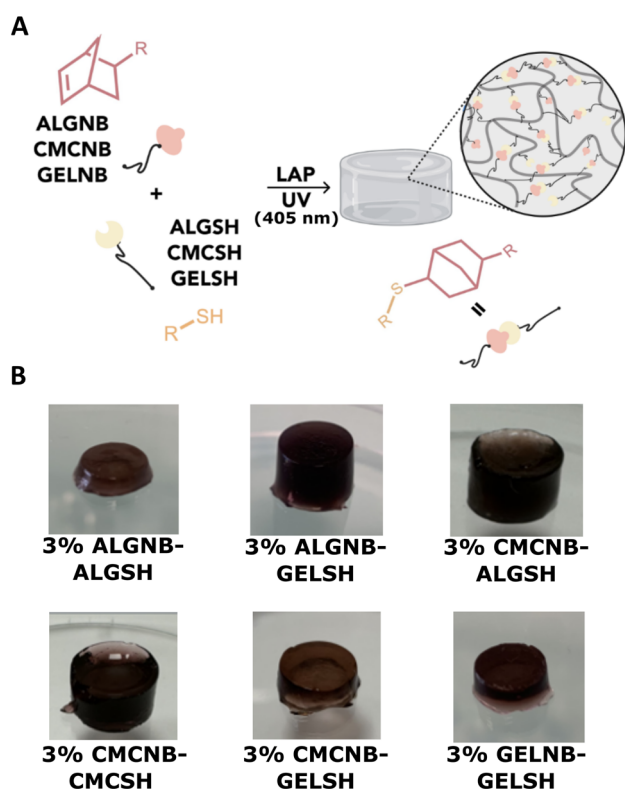 A
R
ALGNB
CMCNB
GELNB
+
ALGSH
CMCSH
GELSH
R SH
LAP
UV
(405 nm)
R
S
R
=
B
3% ALGNB-
ALGSH
3% ALGNB-
GELSH
3% CMCNB-
ALGSH
3% CMCNB-
CMCSH
3% CMCNB-
GELSH
3% GELNB-
GELSH